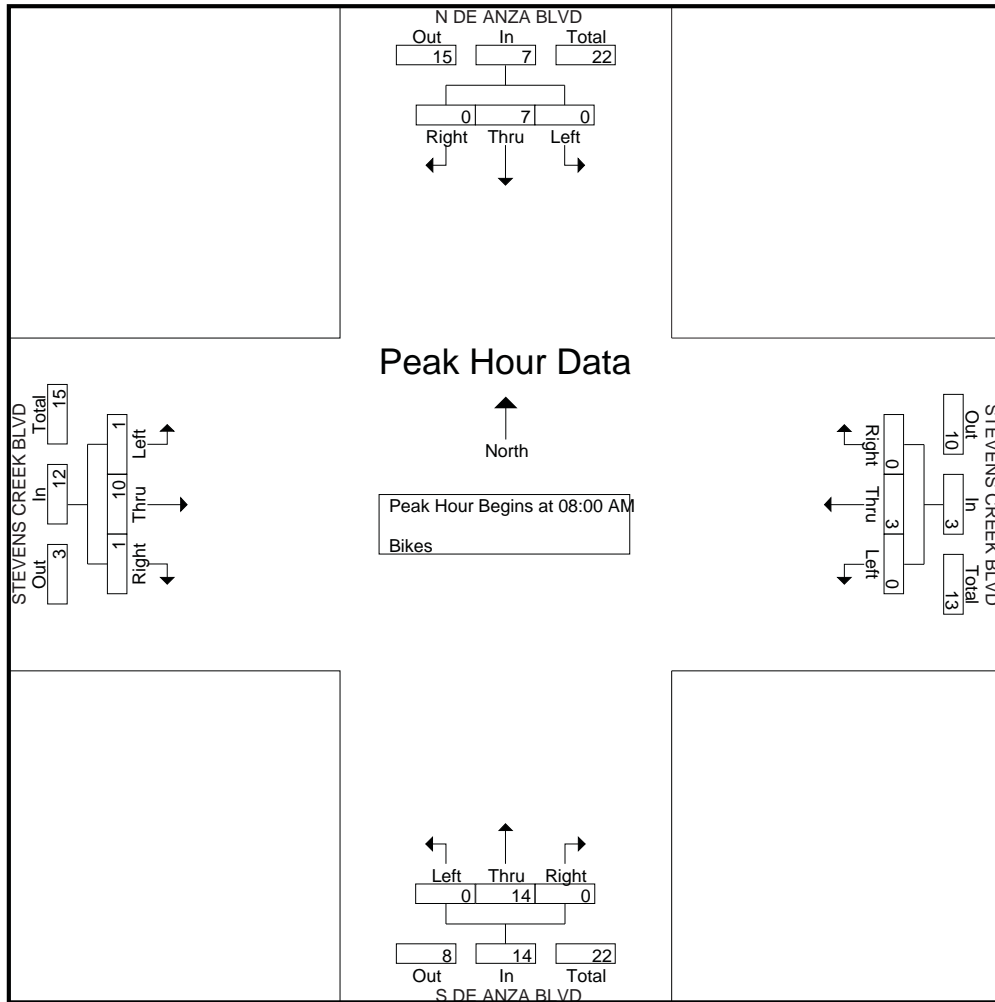 N DE ANZA BLVD
Out In Total
15 7 22
0 7 0
Right Thru Left
Peak Hour Data
North
Peak Hour Begins at 08:00 AM
Bikes
STEVENS CREEK BLVD
Total In Out
15 12 3
1 10 1
Left Thru Right
STEVENS CREEK BLVD
Out In Total
10 3 13
0 3 0
Right Thru Left
Left Thru Right
0 14 0
8 14 22
Out In Total
S DE ANZA BLVD